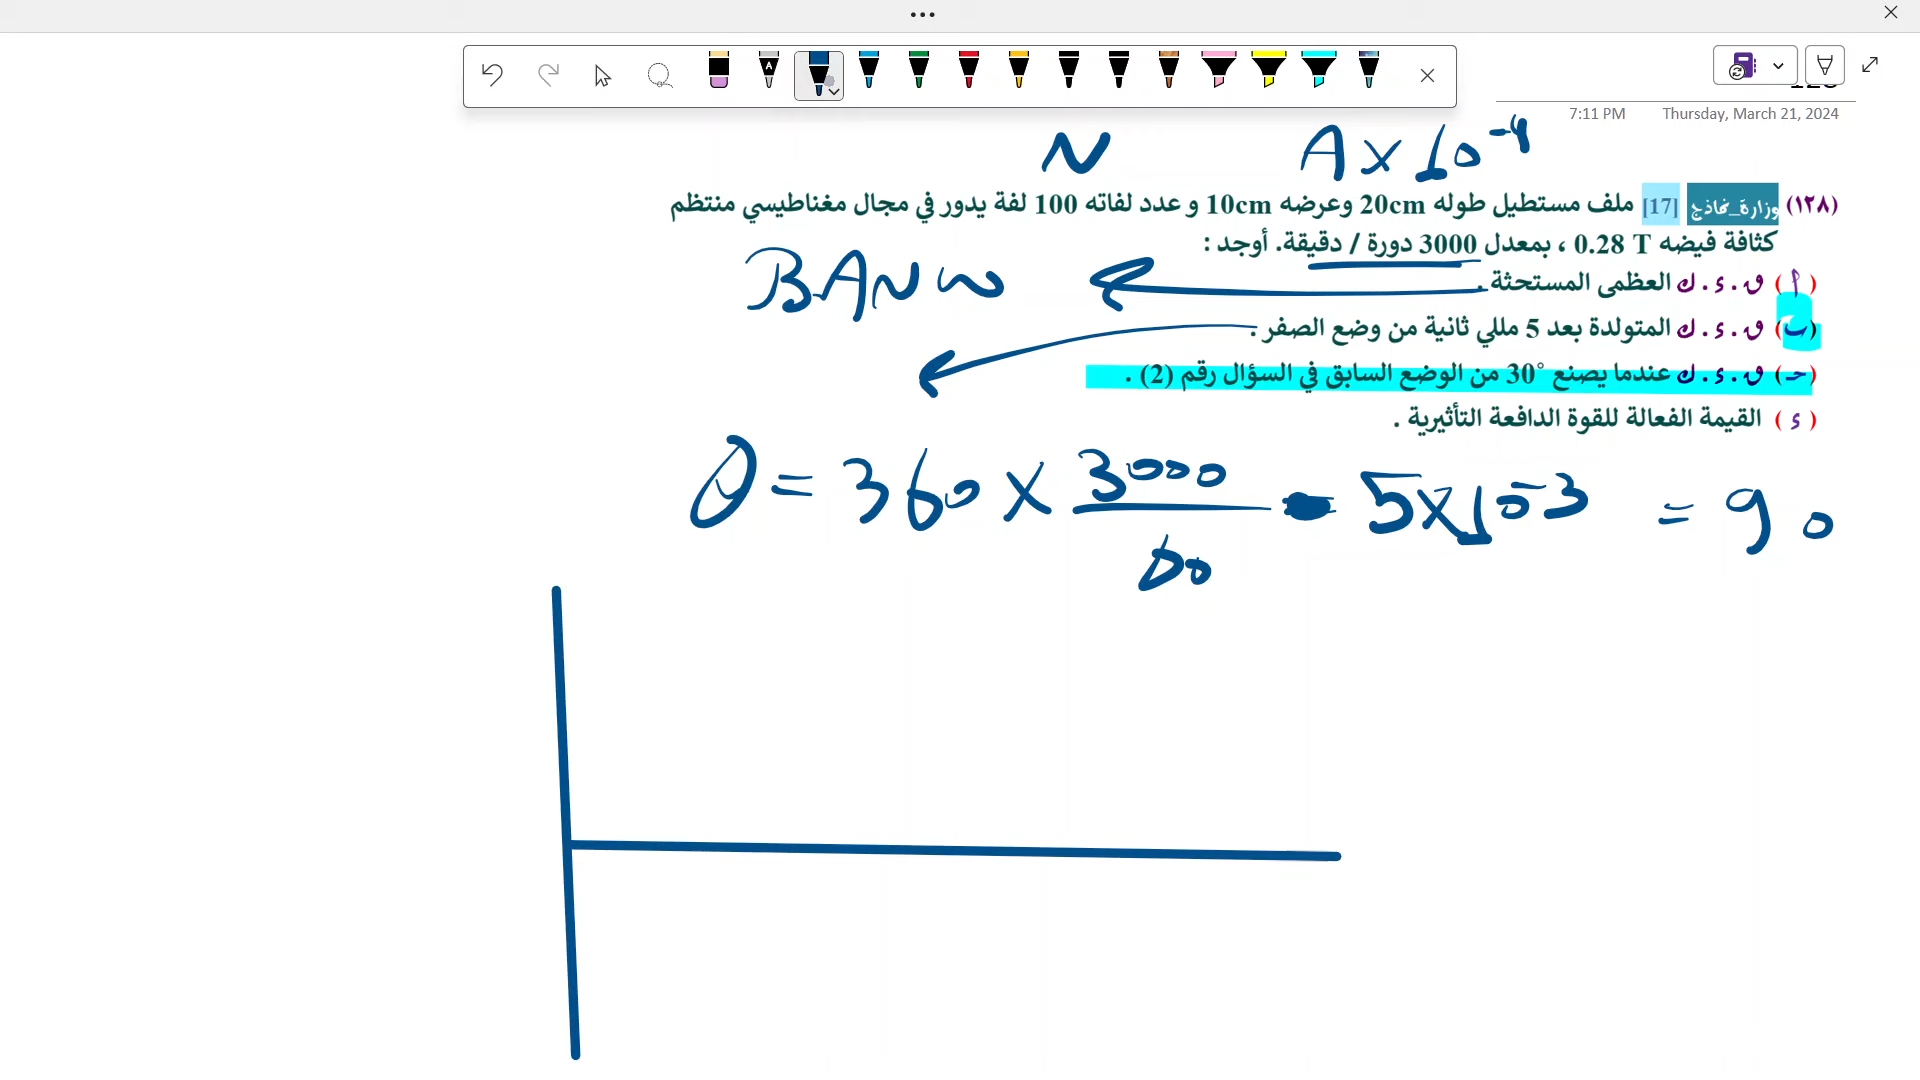 7:11 PM Thursday, March 21, 2024
N A x 10⁻⁴
(١٢٨) وزارة_نماذج [17] ملف مستطيل طوله 20cm وعرضه 10cm و عدد لفاته 100 لفة يدور في مجال مغناطيسي منتظم
كثافة فيضه 0.28 T ، بمعدل 3000 دورة / دقيقة. أوجد :
(أ) ق . ء . ك العظمى المستحثة .
BANω
(ب) ق . ء . ك المتولدة بعد 5 مللي ثانية من وضع الصفر .
(حـ) ق . ء . ك عندما يصنع 30° من الوضع السابق في السؤال رقم (2) .
(ء) القيمة الفعالة للقوة الدافعة التأثيرية .
θ = 360 x 3000 / 60 5x10⁻³ = 90